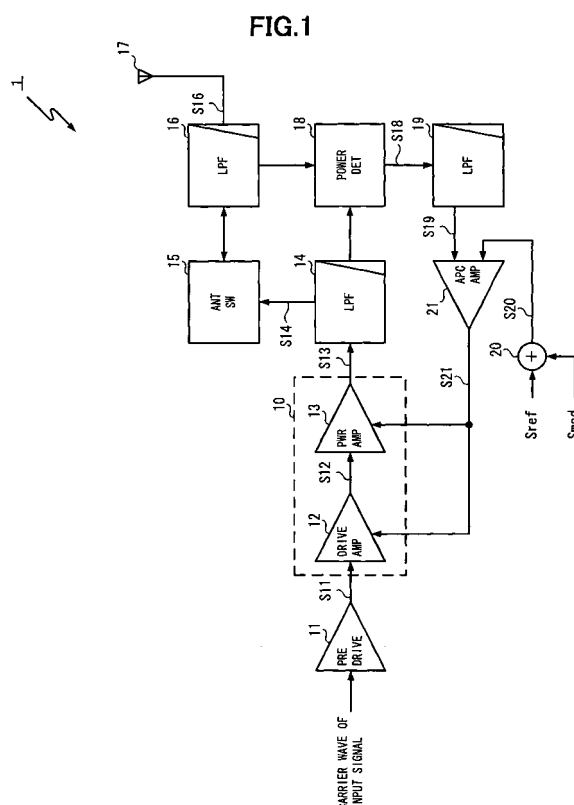 FIG.1
1
17
S16
16
LPF
18
POWER
DET
S18
19
LPF
15
ANT
SW
S14
14
LPF
S19
21
APC
AMP
S20
20
+
Sref
Smod
S13
10
13
PWR
AMP
S21
S12
12
DRIVE
AMP
S11
11
PRE
DRIVE
CARRIER WAVE OF
INPUT SIGNAL